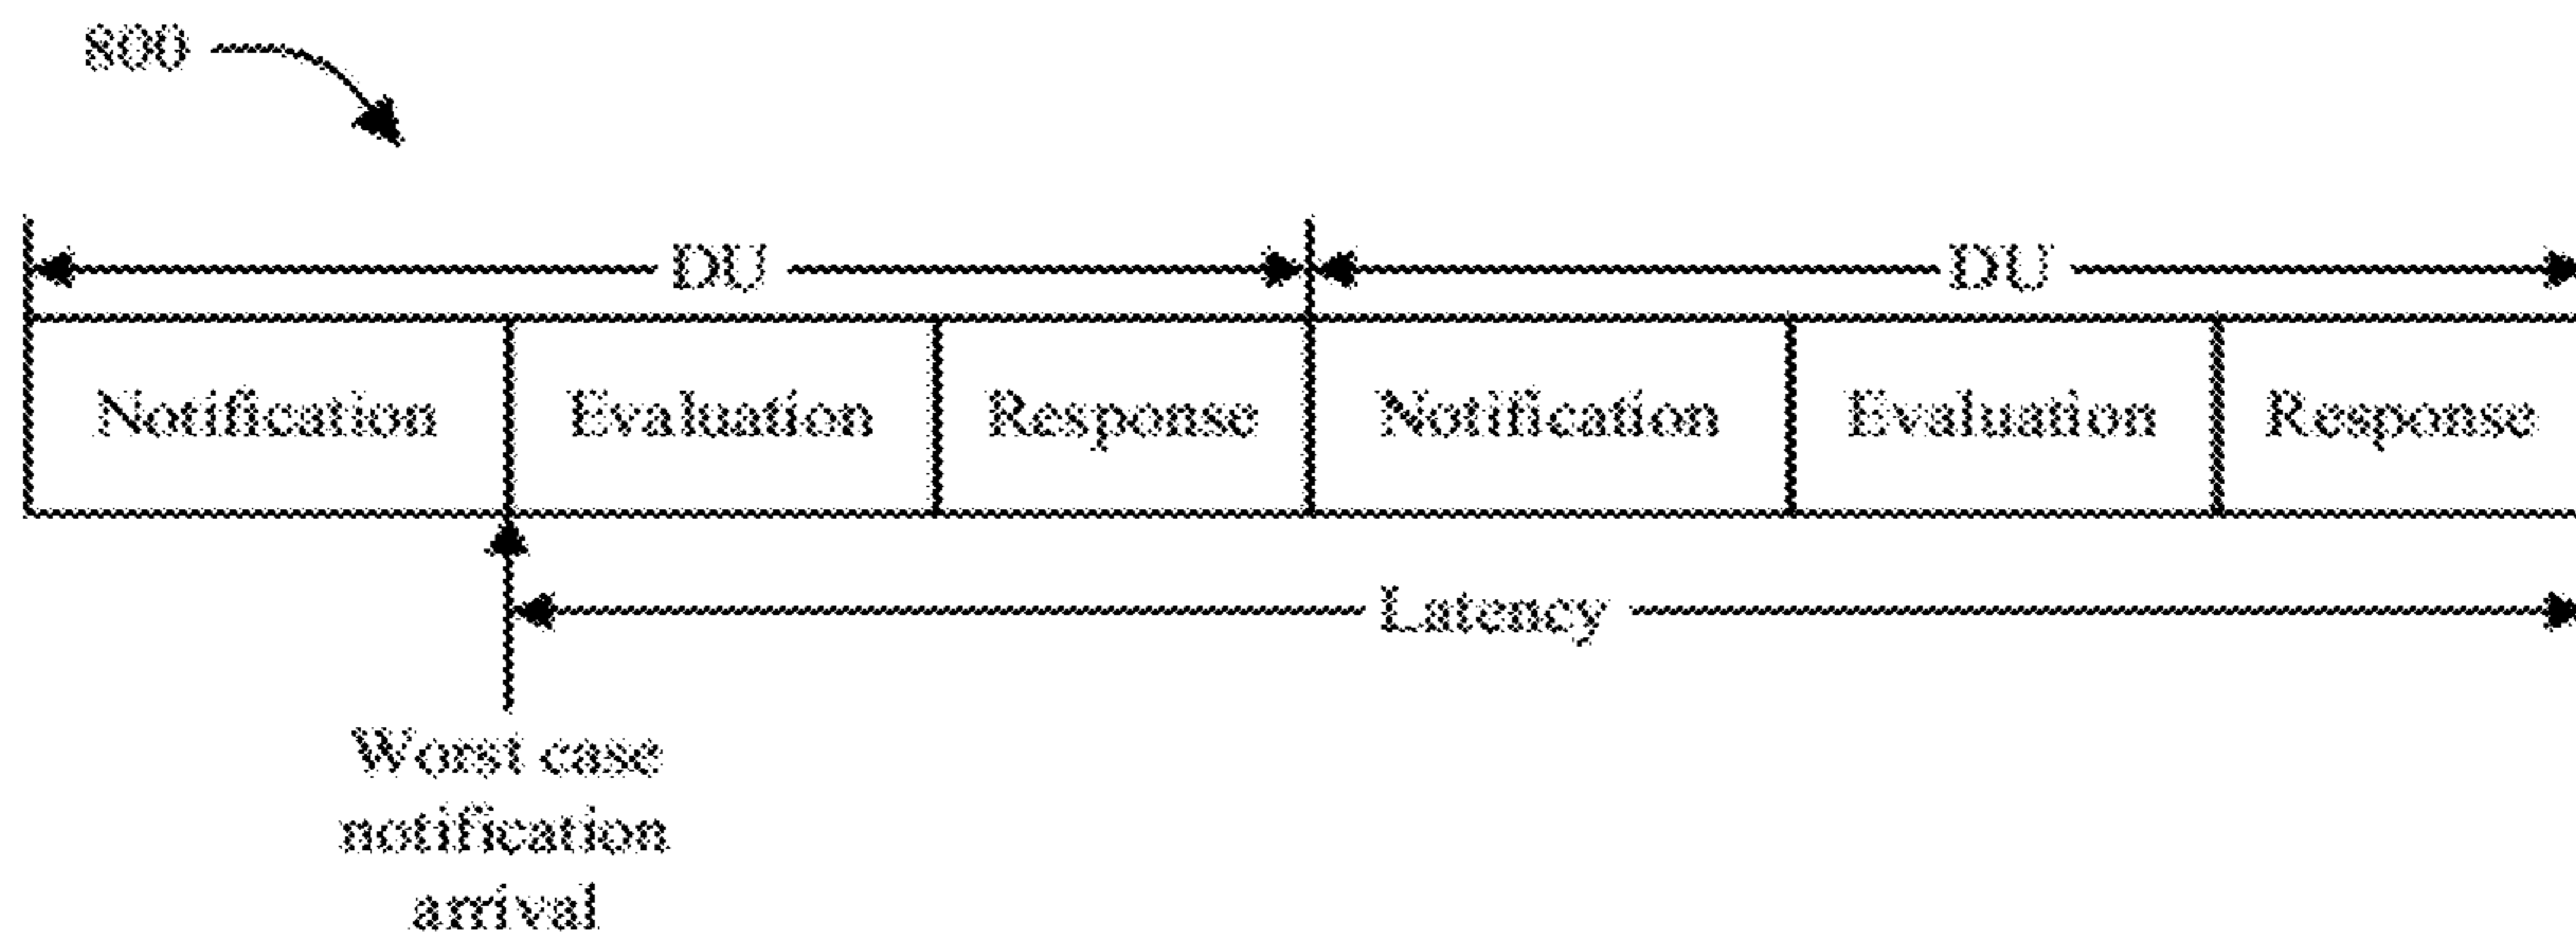 800
DU DU
Notification Evaluation Response Notification Evaluation Response
Latency
Worst case
notification
arrival